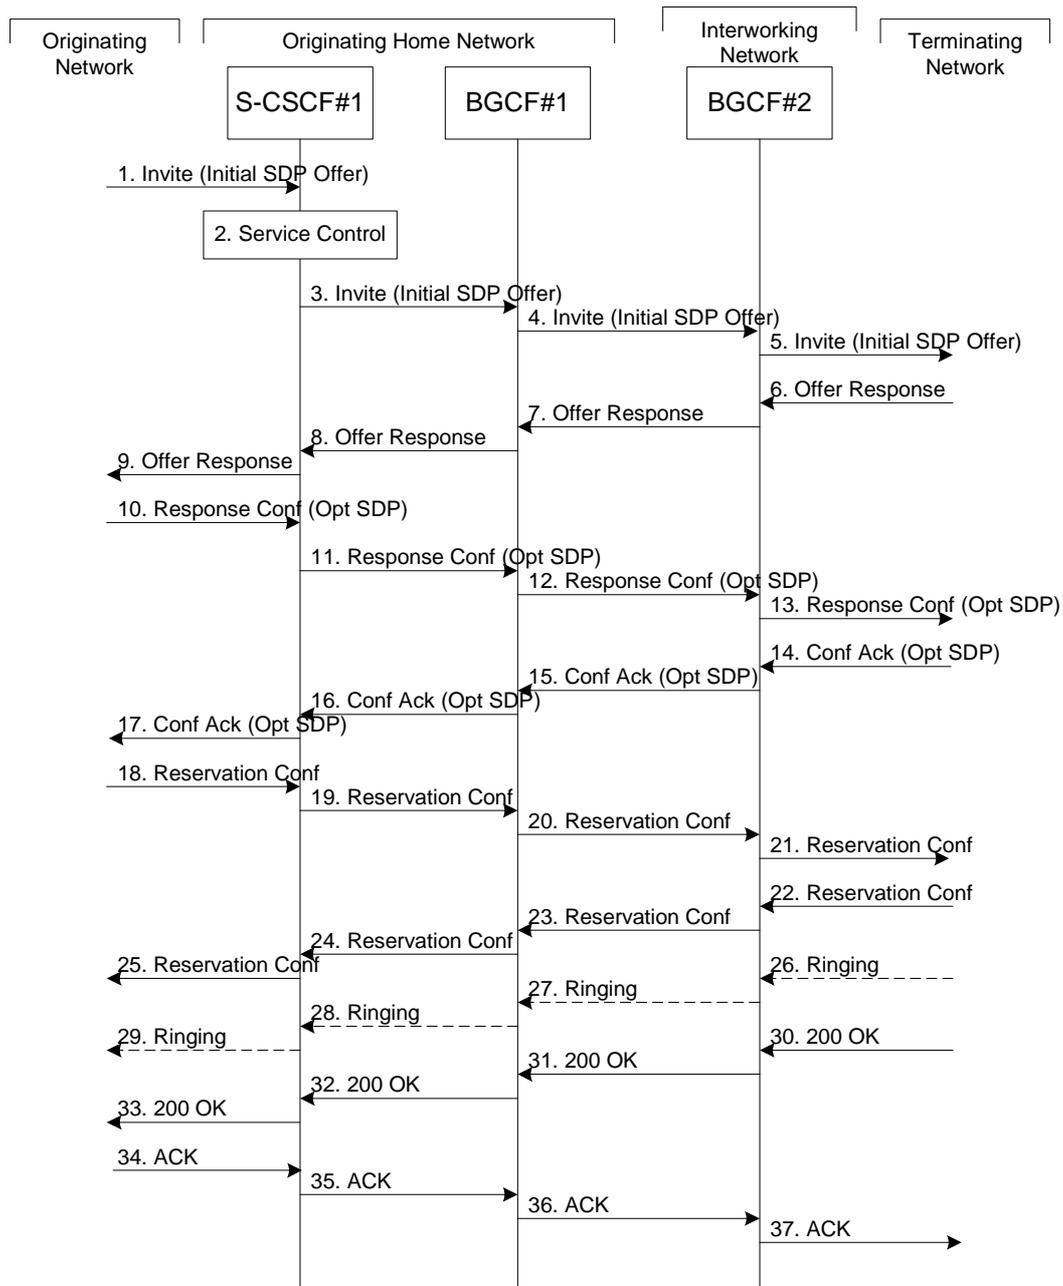 Originating
Network
Originating Home Network
Interworking
Network
Terminating
Network
S-CSCF#1
BGCF#1
BGCF#2
1. Invite (Initial SDP Offer)
2. Service Control
3. Invite (Initial SDP Offer)
4. Invite (Initial SDP Offer)
5. Invite (Initial SDP Offer)
6. Offer Response
7. Offer Response
8. Offer Response
9. Offer Response
10. Response Conf (Opt SDP)
11. Response Conf (Opt SDP)
12. Response Conf (Opt SDP)
13. Response Conf (Opt SDP)
14. Conf Ack (Opt SDP)
15. Conf Ack (Opt SDP)
16. Conf Ack (Opt SDP)
17. Conf Ack (Opt SDP)
18. Reservation Conf
19. Reservation Conf
20. Reservation Conf
21. Reservation Conf
22. Reservation Conf
23. Reservation Conf
24. Reservation Conf
25. Reservation Conf
26. Ringing
27. Ringing
28. Ringing
29. Ringing
30. 200 OK
31. 200 OK
32. 200 OK
33. 200 OK
34. ACK
35. ACK
36. ACK
37. ACK